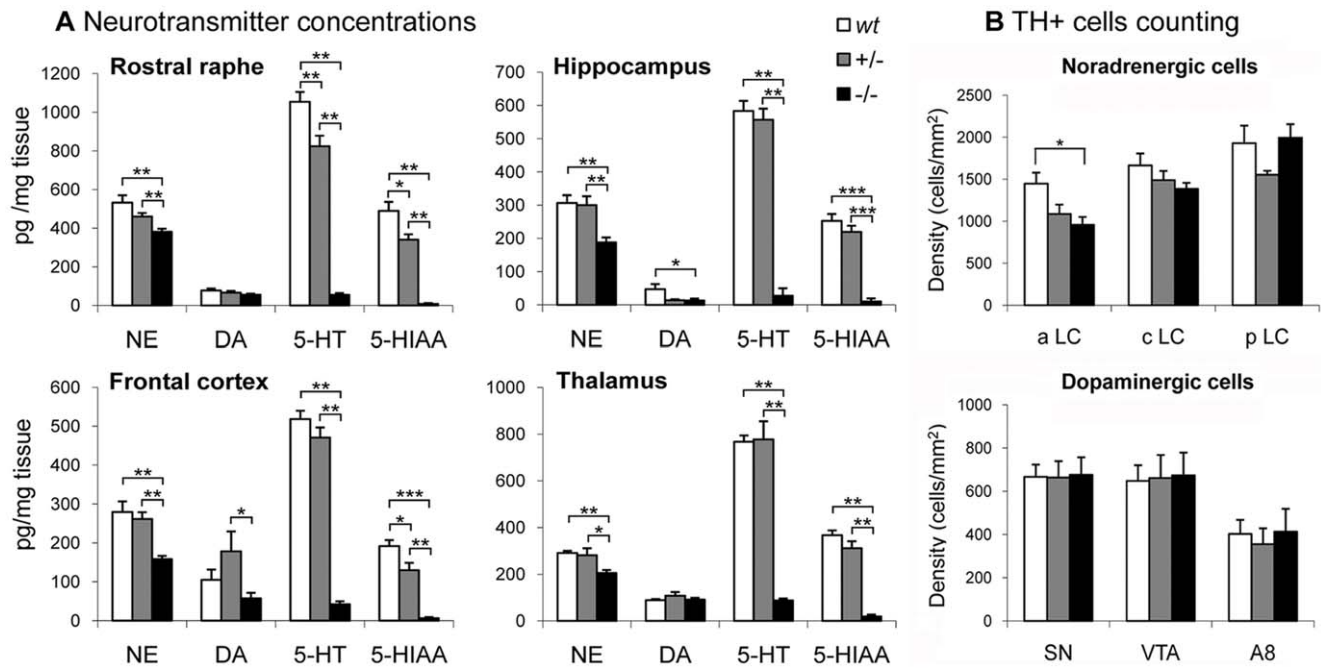 A Neurotransmitter concentrations
wt
+/-
-/-
Rostral raphe
pg /mg tissue
1200
1000
800
600
400
200
0
** ** * ** ** ** ** * **
NE DA 5-HT 5-HIAA
Hippocampus
700
600
500
400
300
200
100
0
** ** * ** ** *** ***
NE DA 5-HT 5-HIAA
Frontal cortex
pg/mg tissue
600
500
400
300
200
100
0
** ** * ** ** *** * **
NE DA 5-HT 5-HIAA
Thalamus
1000
800
600
400
200
0
** * ** ** ** **
NE DA 5-HT 5-HIAA
B TH+ cells counting
Noradrenergic cells
Density (cells/mm²)
2500
2000
1500
1000
500
0
*
a LC c LC p LC
Dopaminergic cells
Density (cells/mm²)
1000
800
600
400
200
0
SN VTA A8